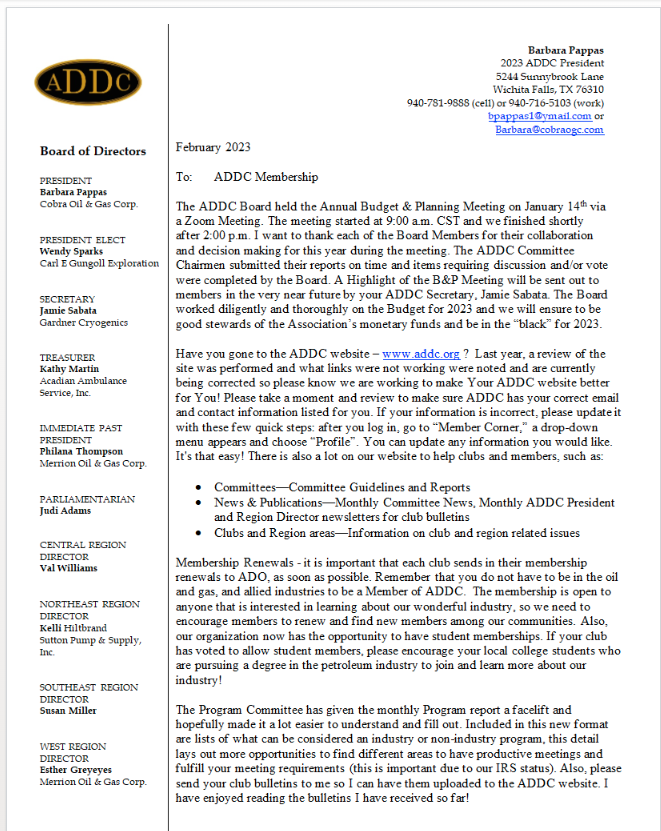 ADDC
Barbara Pappas
2023 ADDC President
5244 Sunnybrook Lane
Wichita Falls, TX 76310
940-781-9888 (cell) or 940-716-5103 (work)
bpappas1@ymail.com or
Barbara@cobraogc.com
Board of Directors
PRESIDENT
Barbara Pappas
Cobra Oil & Gas Corp.
PRESIDENT ELECT
Wendy Sparks
Carl E Gungoll Exploration
SECRETARY
Jamie Sabata
Gardner Cryogenics
TREASURER
Kathy Martin
Acadian Ambulance
Service, Inc.
IMMEDIATE PAST
PRESIDENT
Philana Thompson
Merrion Oil & Gas Corp.
PARLIAMENTARIAN
Judi Adams
CENTRAL REGION
DIRECTOR
Val Williams
NORTHEAST REGION
DIRECTOR
Kelli Hiltbrand
Sutton Pump & Supply,
Inc.
SOUTHEAST REGION
DIRECTOR
Susan Miller
WEST REGION
DIRECTOR
Esther Greyeyes
Merrion Oil & Gas Corp.
February 2023
To: ADDC Membership
The ADDC Board held the Annual Budget & Planning Meeting on January 14th via
a Zoom Meeting. The meeting started at 9:00 a.m. CST and we finished shortly
after 2:00 p.m. I want to thank each of the Board Members for their collaboration
and decision making for this year during the meeting. The ADDC Committee
Chairmen submitted their reports on time and items requiring discussion and/or vote
were completed by the Board. A Highlight of the B&P Meeting will be sent out to
members in the very near future by your ADDC Secretary, Jamie Sabata. The Board
worked diligently and thoroughly on the Budget for 2023 and we will ensure to be
good stewards of the Association's monetary funds and be in the "black" for 2023.
Have you gone to the ADDC website – www.addc.org ? Last year, a review of the
site was performed and what links were not working were noted and are currently
being corrected so please know we are working to make Your ADDC website better
for You! Please take a moment and review to make sure ADDC has your correct email
and contact information listed for you. If your information is incorrect, please update it
with these few quick steps: after you log in, go to "Member Corner," a drop-down
menu appears and choose "Profile". You can update any information you would like.
It's that easy! There is also a lot on our website to help clubs and members, such as:
• Committees—Committee Guidelines and Reports
• News & Publications—Monthly Committee News, Monthly ADDC President
and Region Director newsletters for club bulletins
• Clubs and Region areas—Information on club and region related issues
Membership Renewals - it is important that each club sends in their membership
renewals to ADO, as soon as possible. Remember that you do not have to be in the oil
and gas, and allied industries to be a Member of ADDC. The membership is open to
anyone that is interested in learning about our wonderful industry, so we need to
encourage members to renew and find new members among our communities. Also,
our organization now has the opportunity to have student memberships. If your club
has voted to allow student members, please encourage your local college students who
are pursuing a degree in the petroleum industry to join and learn more about our
industry!
The Program Committee has given the monthly Program report a facelift and
hopefully made it a lot easier to understand and fill out. Included in this new format
are lists of what can be considered an industry or non-industry program, this detail
lays out more opportunities to find different areas to have productive meetings and
fulfill your meeting requirements (this is important due to our IRS status). Also, please
send your club bulletins to me so I can have them uploaded to the ADDC website. I
have enjoyed reading the bulletins I have received so far!